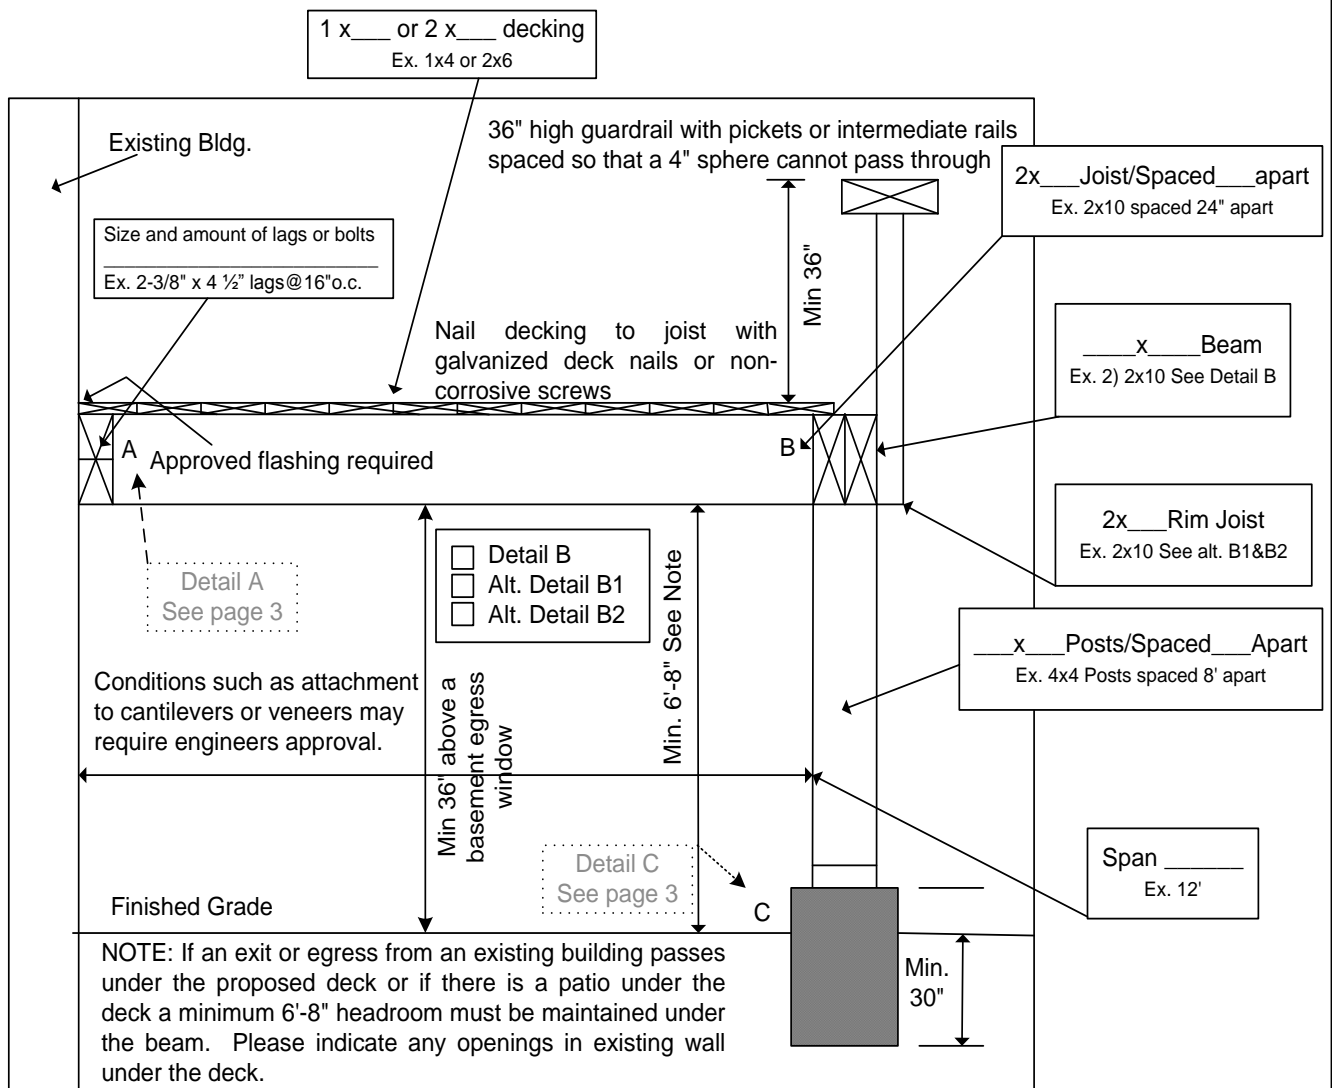 1 x___ or 2 x___ decking
Ex. 1x4 or 2x6
Existing Bldg.
36" high guardrail with pickets or intermediate rails
spaced so that a 4" sphere cannot pass through
2x___Joist/Spaced___apart
Ex. 2x10 spaced 24" apart
Size and amount of lags or bolts
___________________________
Ex. 2-3/8" x 4 ½” lags@16"o.c.
Min 36"
Nail decking to joist with
galvanized deck nails or non-
corrosive screws
____x____Beam
Ex. 2) 2x10 See Detail B
A
Approved flashing required
B
2x___Rim Joist
Ex. 2x10 See alt. B1&B2
Detail A
See page 3
Detail B
Alt. Detail B1
Alt. Detail B2
Min. 6'-8" See Note
___x___Posts/Spaced___Apart
Ex. 4x4 Posts spaced 8' apart
Conditions such as attachment
to cantilevers or veneers may
require engineers approval.
Min 36" above a
basement egress
window
Detail C
See page 3
C
Span ______
Ex. 12'
Finished Grade
NOTE: If an exit or egress from an existing building passes
under the proposed deck or if there is a patio under the
deck a minimum 6'-8" headroom must be maintained under
the beam. Please indicate any openings in existing wall
under the deck.
Min.
30"